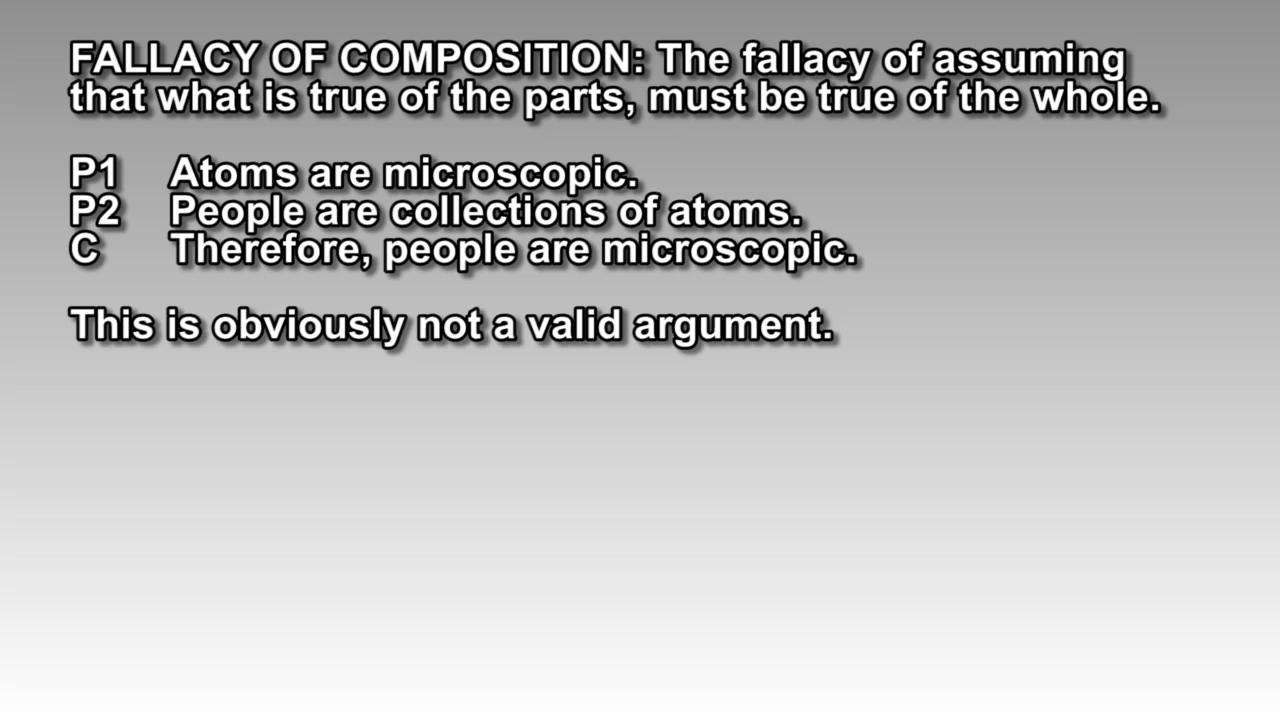 FALLACY OF COMPOSITION: The fallacy of assuming
that what is true of the parts, must be true of the whole.
P1 Atoms are microscopic.
P2 People are collections of atoms.
C Therefore, people are microscopic.
This is obviously not a valid argument.